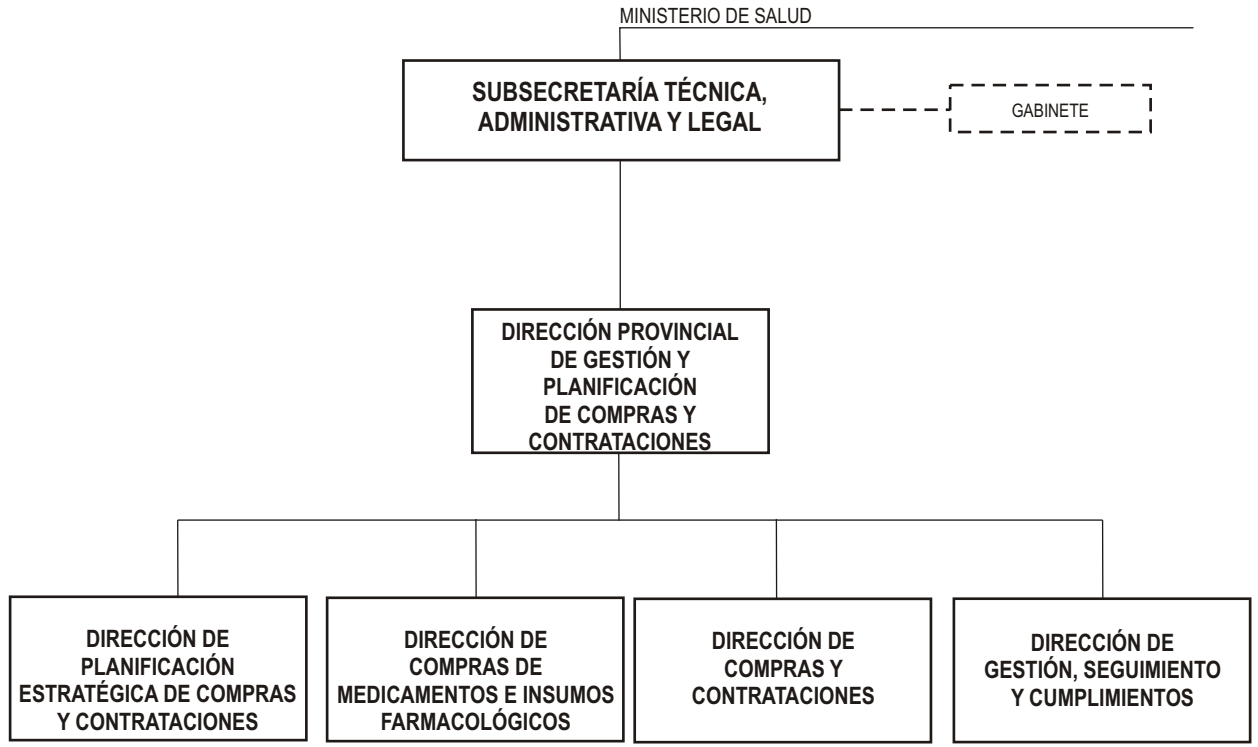 MINISTERIO DE SALUD
SUBSECRETARÍA TÉCNICA,
ADMINISTRATIVA Y LEGAL
GABINETE
DIRECCIÓN PROVINCIAL
DE GESTIÓN Y
PLANIFICACIÓN
DE COMPRAS Y
CONTRATACIONES
DIRECCIÓN DE
PLANIFICACIÓN
ESTRATÉGICA DE COMPRAS
Y CONTRATACIONES
DIRECCIÓN DE
COMPRAS DE
MEDICAMENTOS E INSUMOS
FARMACOLÓGICOS
DIRECCIÓN DE
COMPRAS Y
CONTRATACIONES
DIRECCIÓN DE
GESTIÓN, SEGUIMIENTO
Y CUMPLIMIENTOS